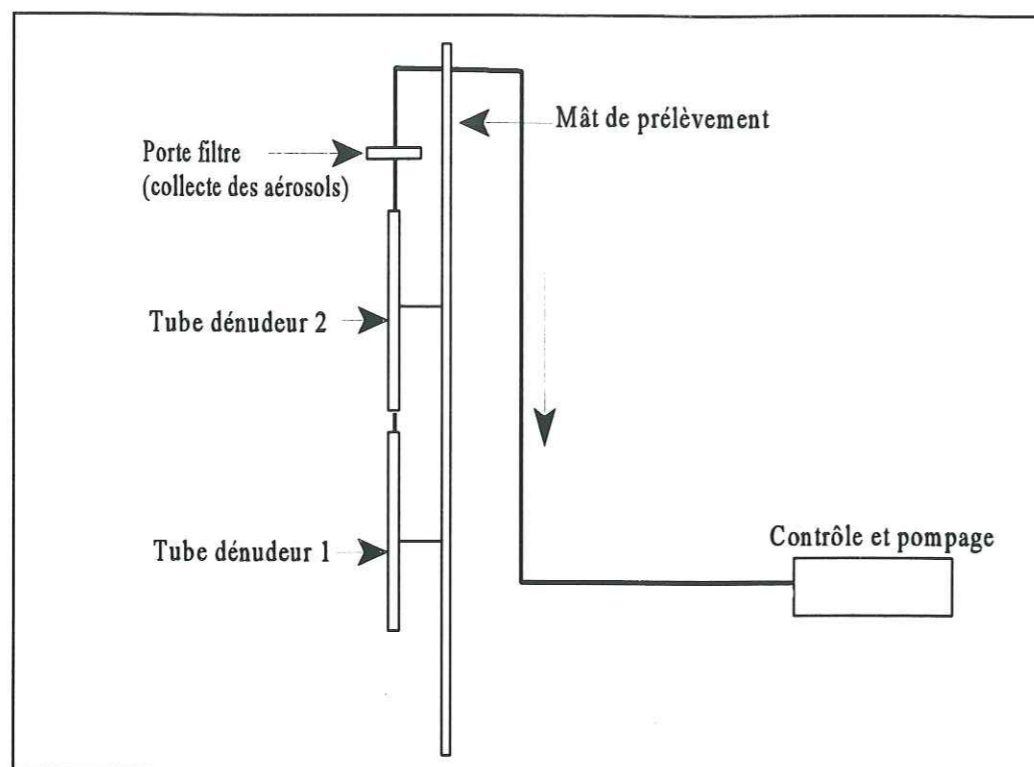 Mât de prélèvement
Porte filtre
(collecte des aérosols)
Tube dénudeur 2
Tube dénudeur 1
Contrôle et pompage